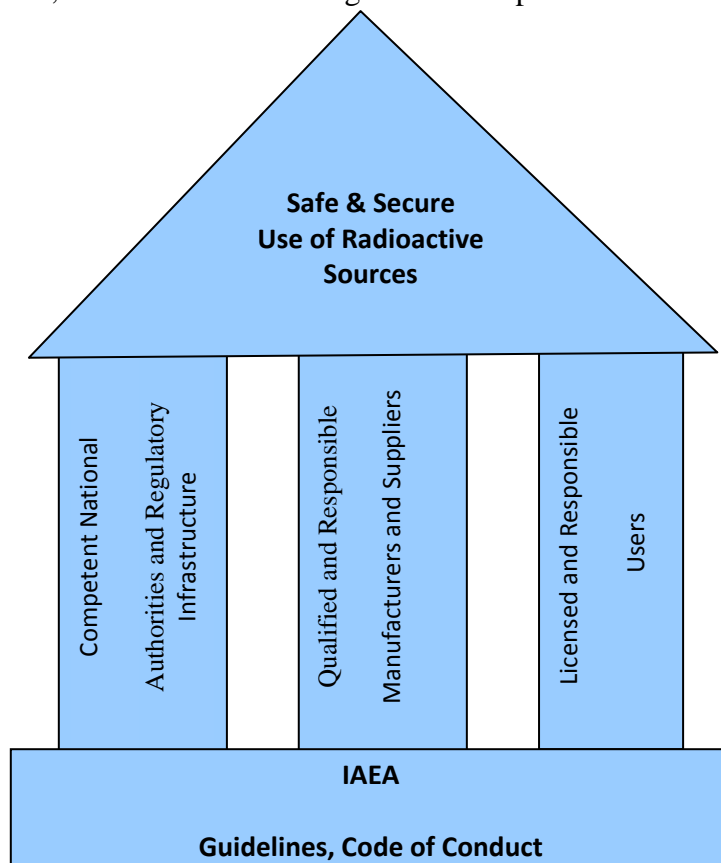 Safe & Secure
Use of Radioactive
Sources
Competent National
Authorities and Regulatory
Infrastructure
Qualified and Responsible
Manufacturers and Suppliers
Licensed and Responsible
Users
IAEA
Guidelines, Code of Conduct